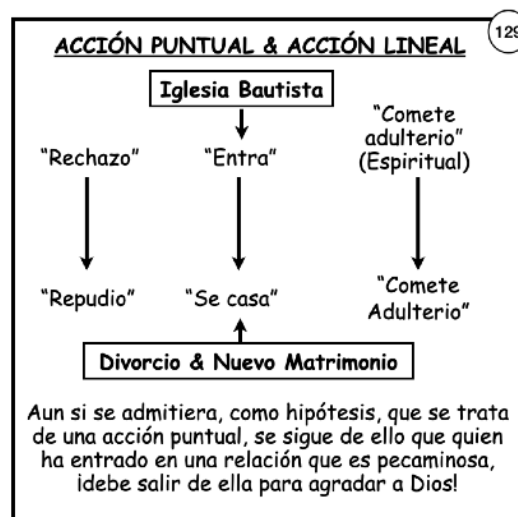 129
ACCIÓN PUNTUAL & ACCIÓN LINEAL
Iglesia Bautista
“Rechazo”
“Entra”
“Comete
adulterio”
(Espiritual)
“Repudio”
“Se casa”
“Comete
Adulterio”
Divorcio & Nuevo Matrimonio
Aun si se admitiera, como hipótesis, que se trata
de una acción puntual, se sigue de ello que quien
ha entrado en una relación que es pecaminosa,
¡debe salir de ella para agradar a Dios!